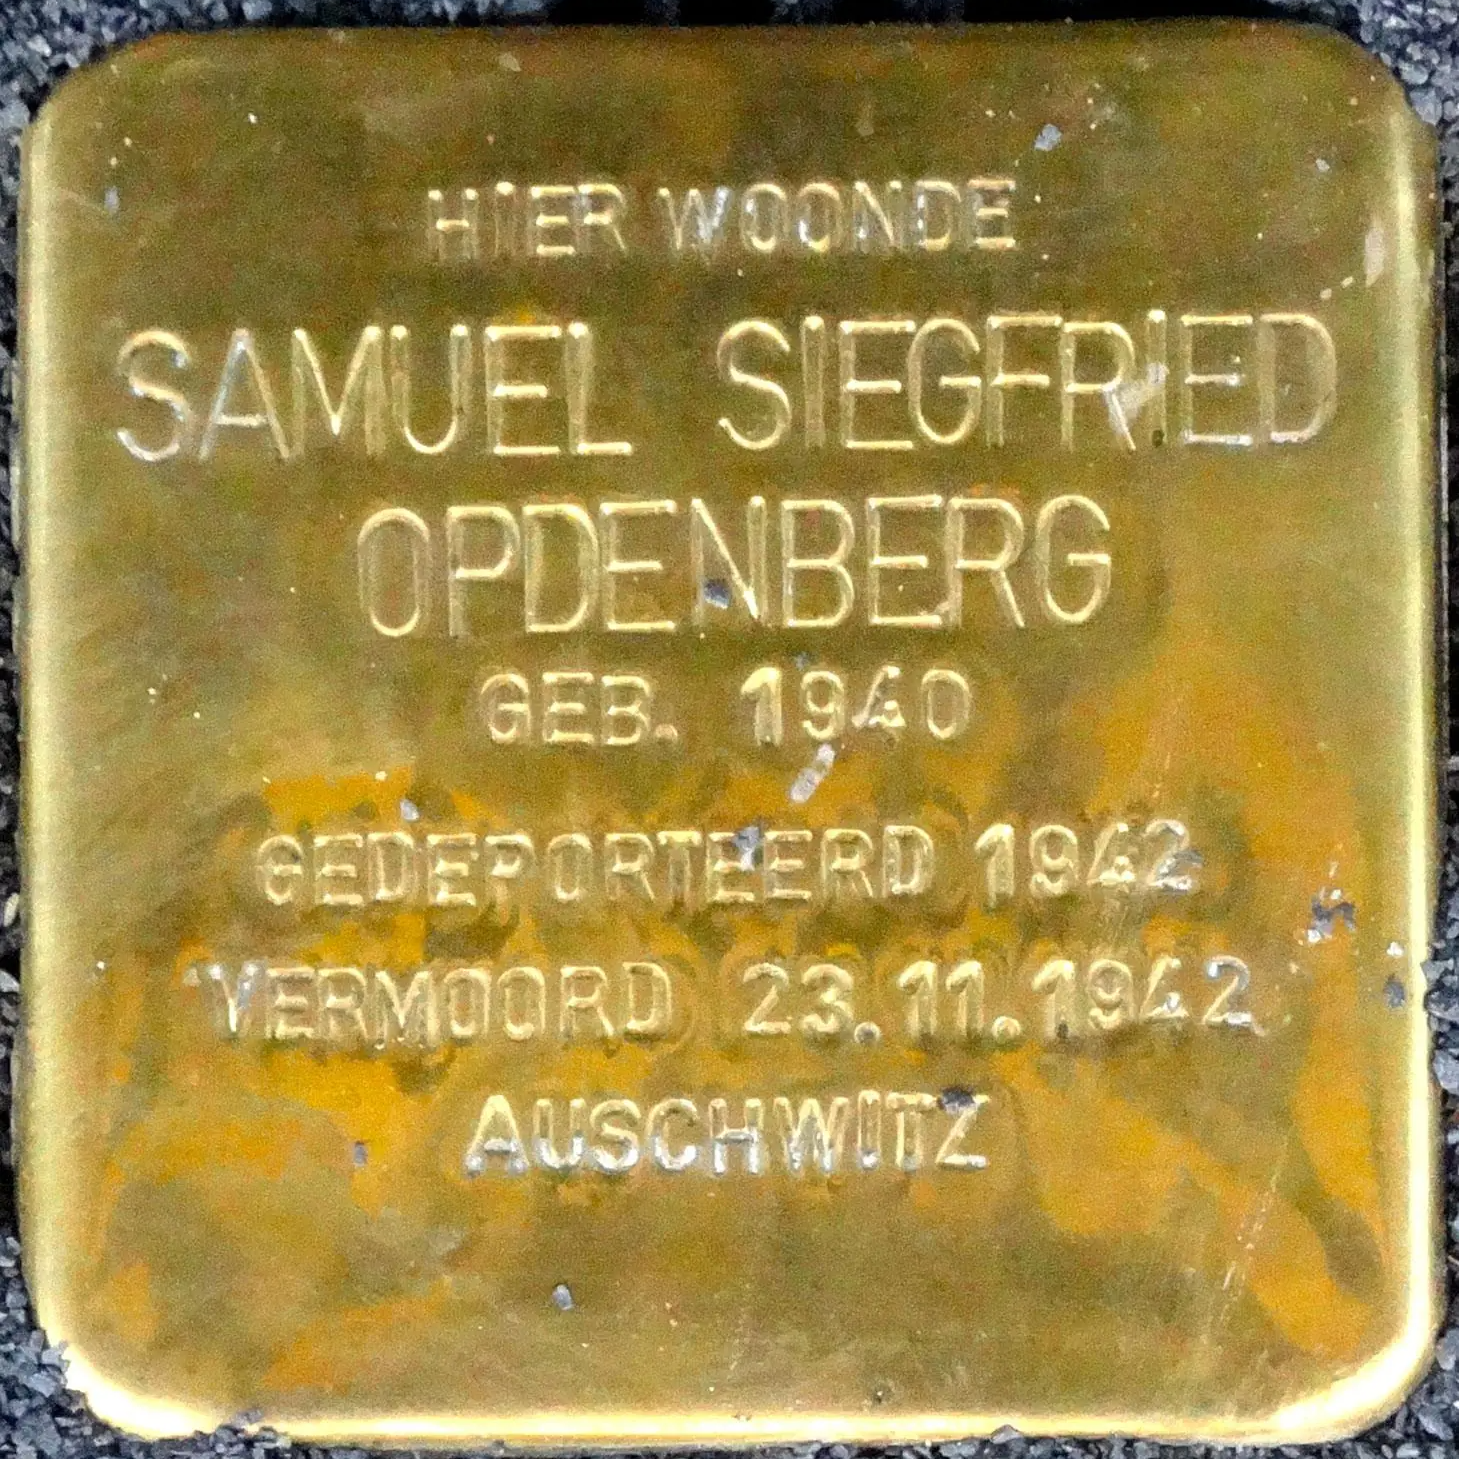 HIER WOONDE
SAMUEL SIEGFRIED
OPDENBERG
GEB. 1940
GEDEPORTEERD 1942
VERMOORD 23.11.1942
AUSCHWITZ